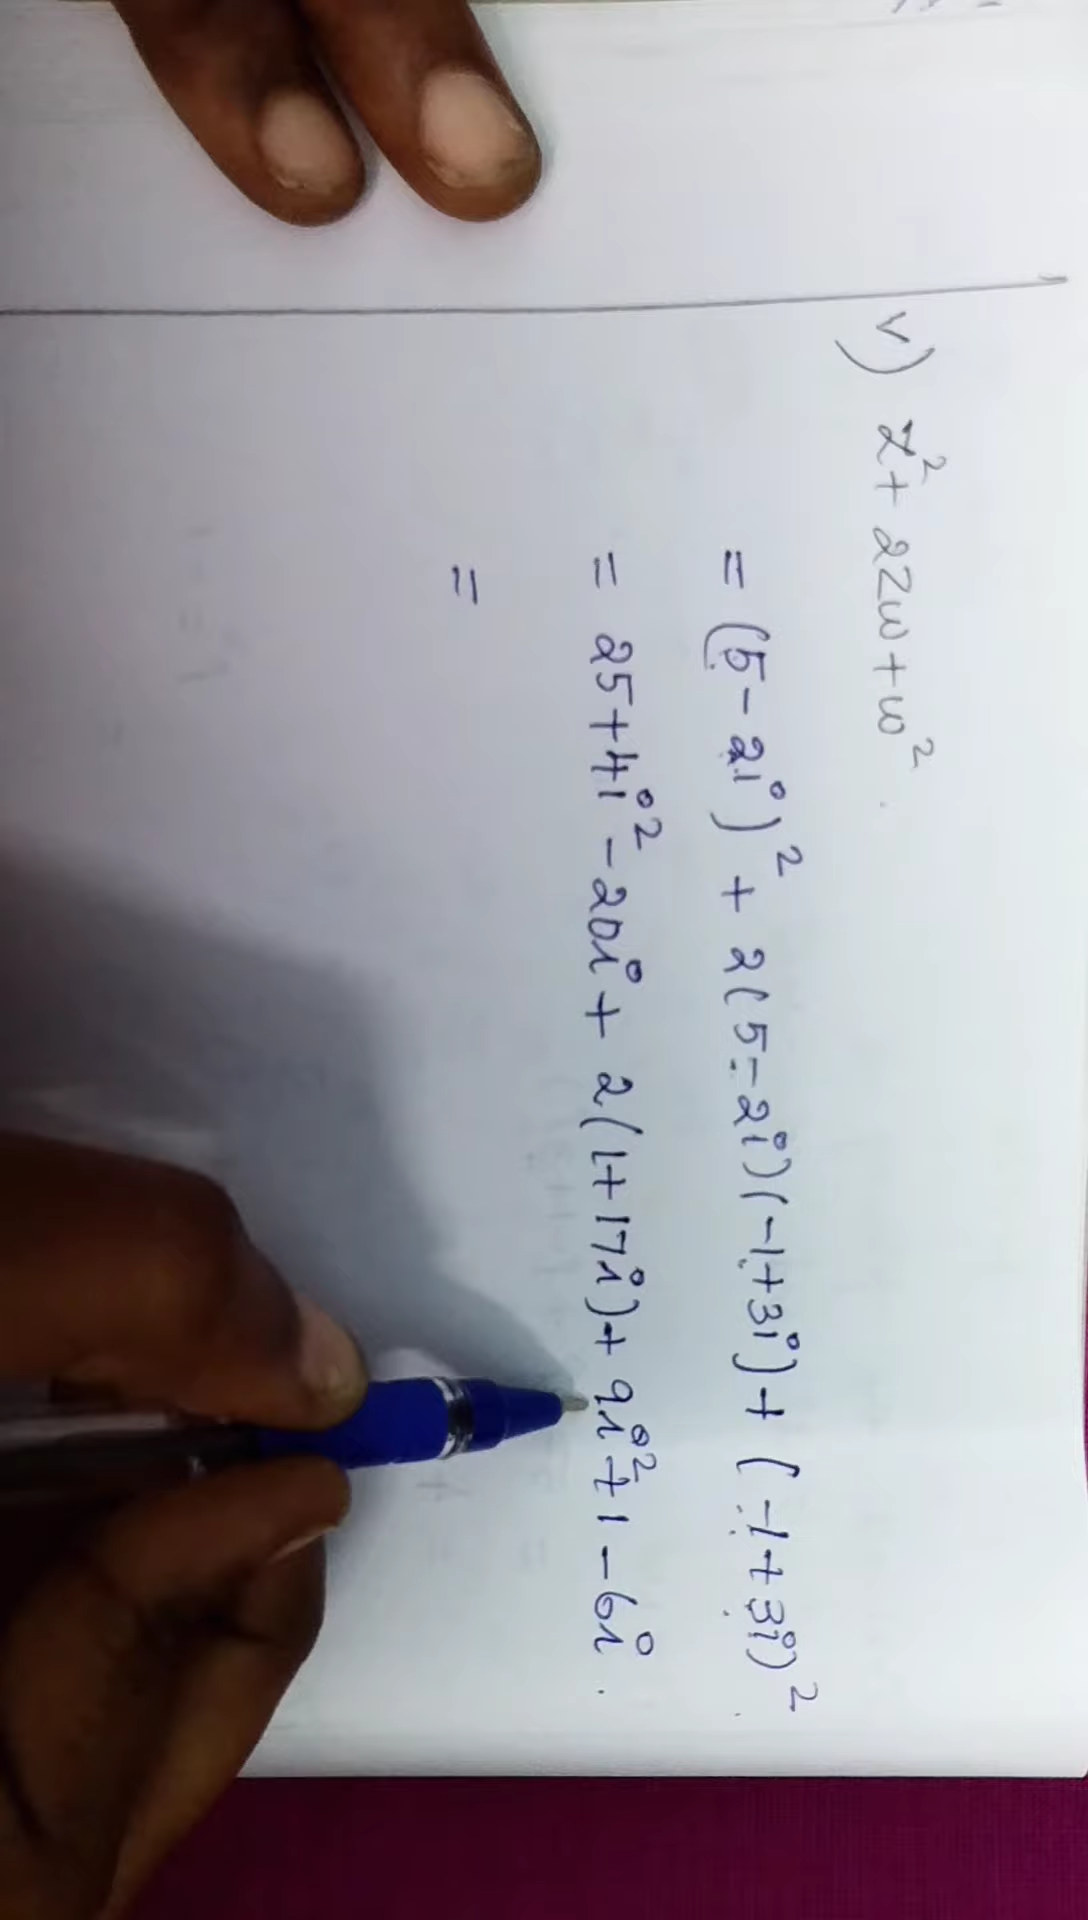 v) z² + 2zw + w².
= (5 - 2i)² + 2(5 - 2i)(-1 + 3i) + (-1 + 3i)²
= 25 + 4i² - 20i + 2(1 + 17i) + 9i² + 1 - 6i.
=